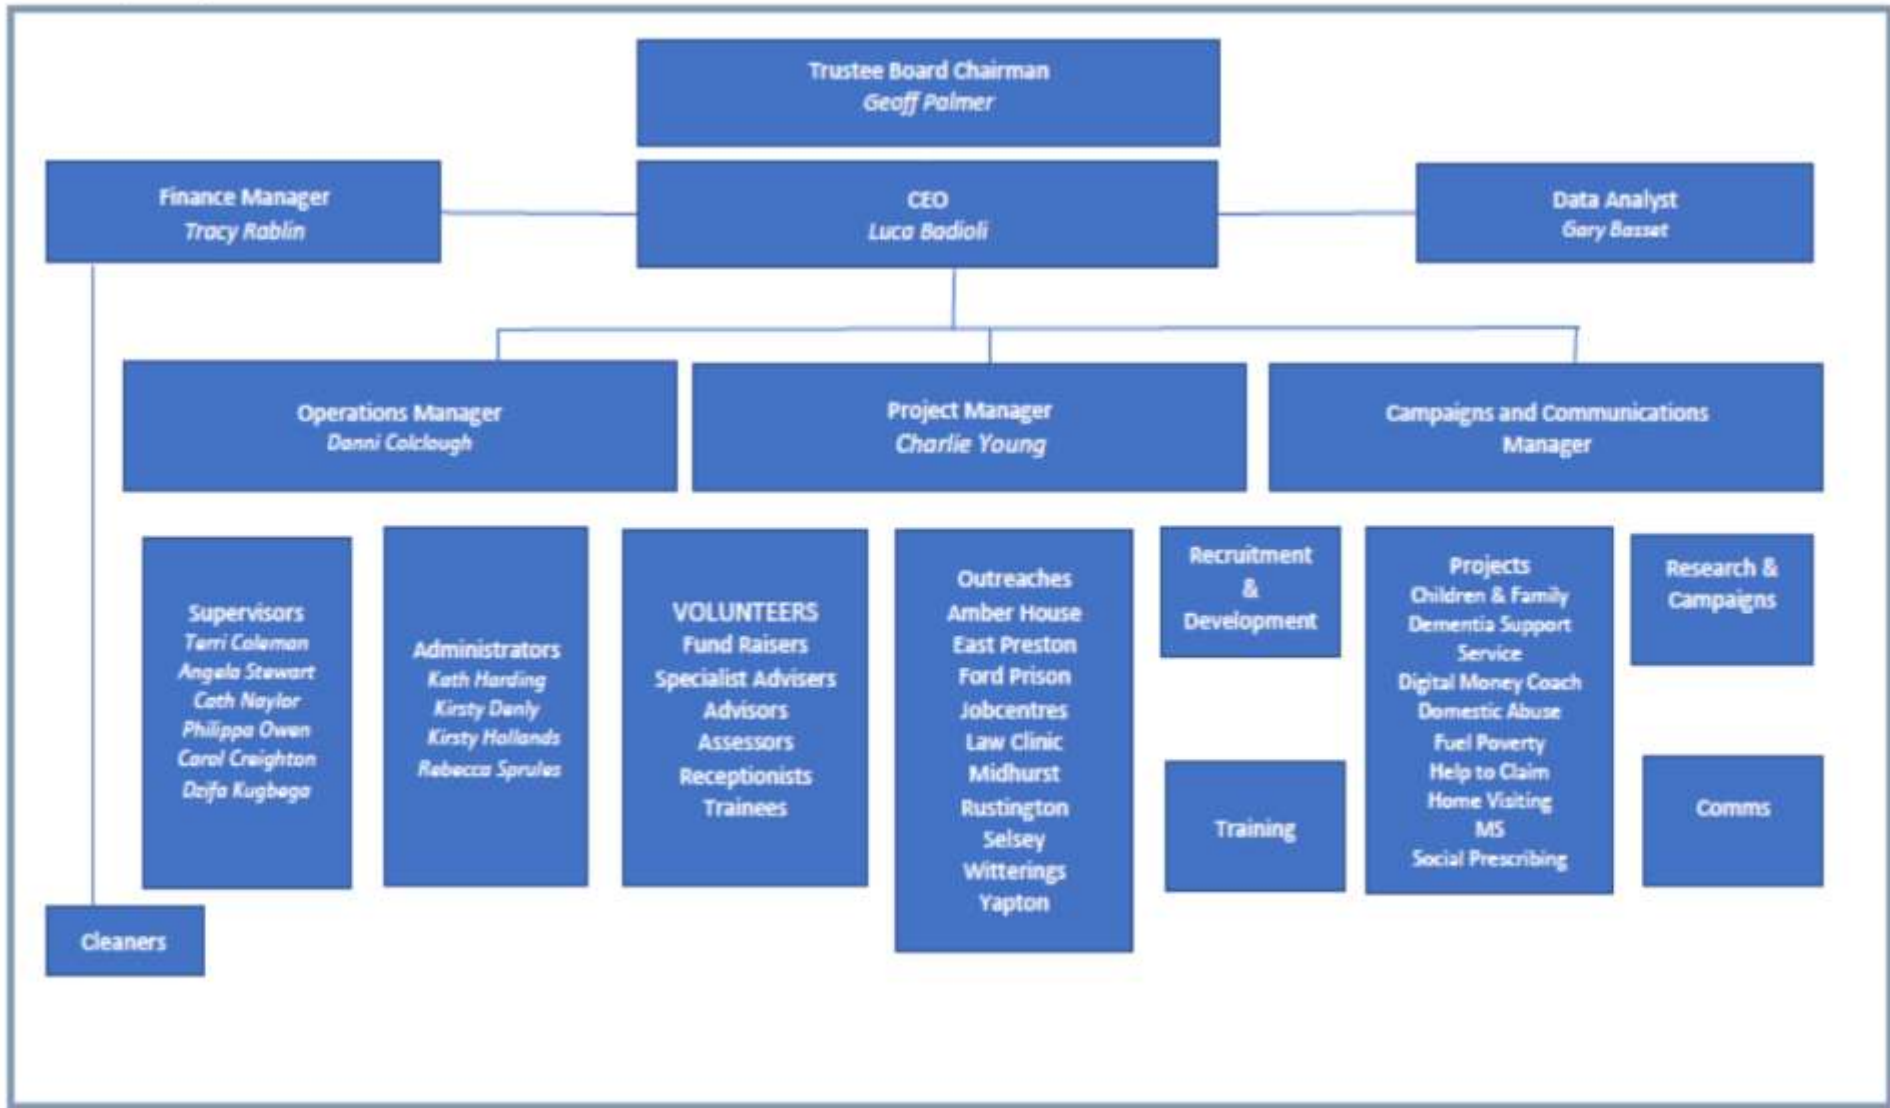 Trustee Board Chairman
Geoff Palmer
Finance Manager
Tracy Rablin
CEO
Luca Badioli
Data Analyst
Gary Basset
Operations Manager
Danni Colclough
Project Manager
Charlie Young
Campaigns and Communications
Manager
Supervisors
Terri Coleman
Angela Stewart
Cath Naylor
Philippa Owen
Carol Creighton
Dzifa Kugbega
Administrators
Kath Harding
Kirsty Denly
Kirsty Hollands
Rebecca Sprules
VOLUNTEERS
Fund Raisers
Specialist Advisers
Advisors
Assessors
Receptionists
Trainees
Outreaches
Amber House
East Preston
Ford Prison
Jobcentres
Law Clinic
Midhurst
Rustington
Selsey
Witterings
Yapton
Recruitment
&
Development
Training
Projects
Children & Family
Dementia Support
Service
Digital Money Coach
Domestic Abuse
Fuel Poverty
Help to Claim
Home Visiting
MS
Social Prescribing
Research &
Campaigns
Comms
Cleaners